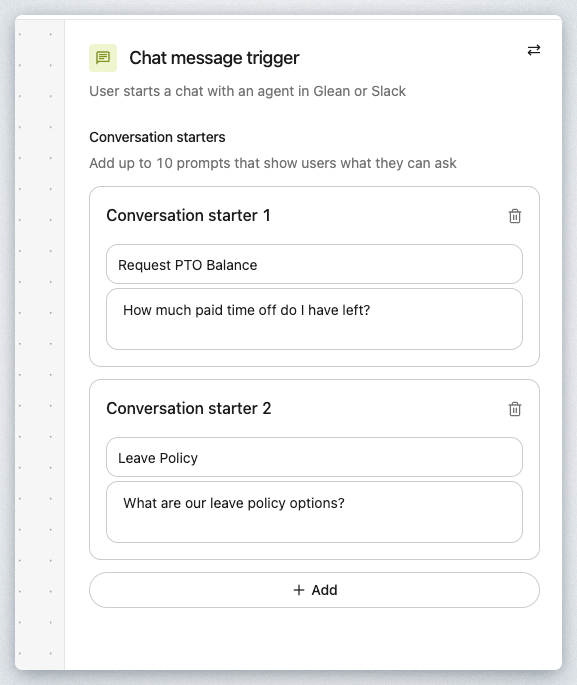 Chat message trigger
User starts a chat with an agent in Glean or Slack
Conversation starters
Add up to 10 prompts that show users what they can ask
Conversation starter 1
Request PTO Balance
How much paid time off do I have left?
Conversation starter 2
Leave Policy
What are our leave policy options?
+ Add